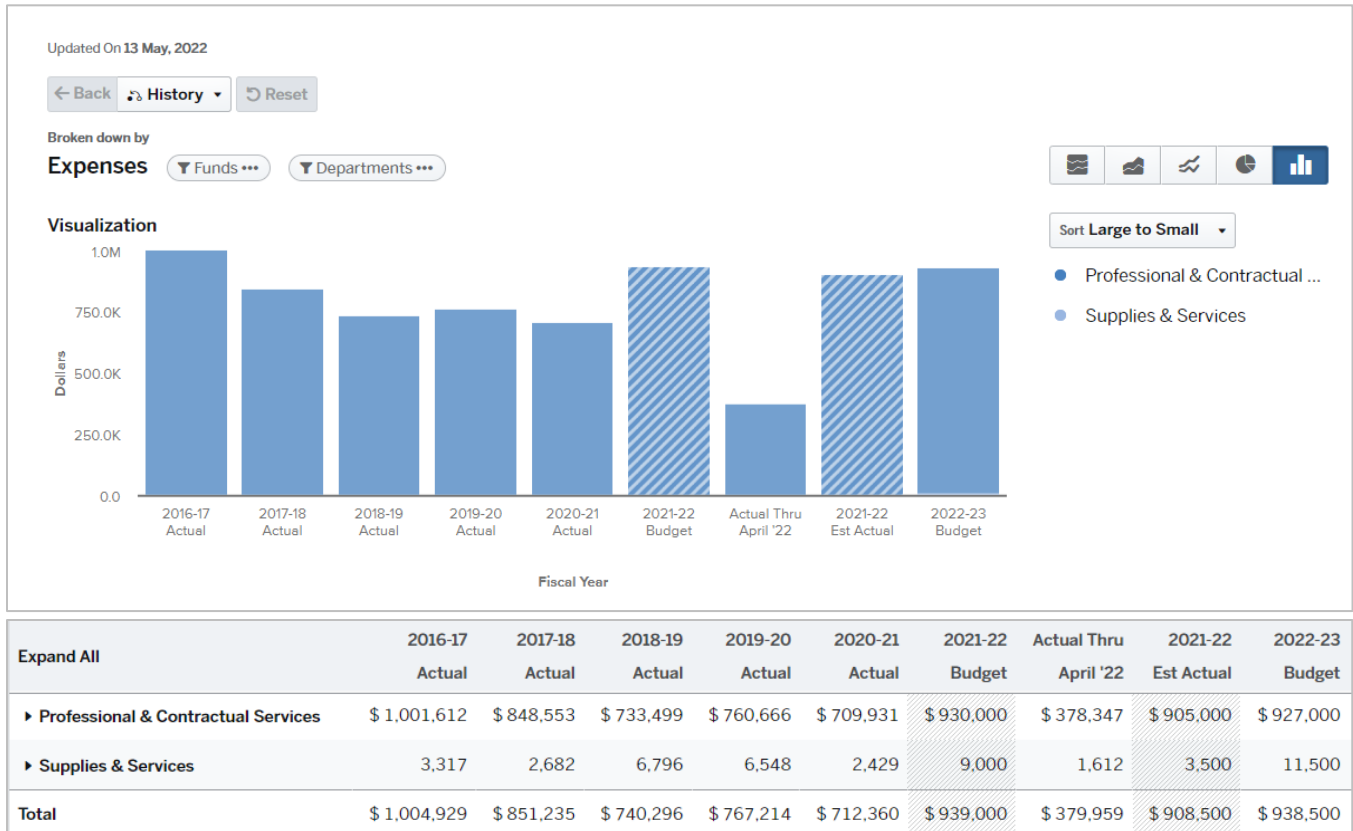 Updated On 13 May, 2022
Back History Reset
Broken down by
Expenses Funds ••• Departments •••
Visualization
Sort Large to Small
Professional & Contractual ...
Supplies & Services
1.0M
750.0K
500.0K
250.0K
0.0
Dollars
2016-17 2017-18 2018-19 2019-20 2020-21 2021-22 Actual Thru 2021-22 2022-23
Actual Actual Actual Actual Actual Budget April '22 Est Actual Budget
Fiscal Year
Expand All
2016-17 2017-18 2018-19 2019-20 2020-21 2021-22 Actual Thru 2021-22 2022-23
Actual Actual Actual Actual Actual Budget April '22 Est Actual Budget
Professional & Contractual Services $ 1,001,612 $ 848,553 $ 733,499 $ 760,666 $ 709,931 $ 930,000 $ 378,347 $ 905,000 $ 927,000
Supplies & Services 3,317 2,682 6,796 6,548 2,429 9,000 1,612 3,500 11,500
Total $ 1,004,929 $ 851,235 $ 740,296 $ 767,214 $ 712,360 $ 939,000 $ 379,959 $ 908,500 $ 938,500